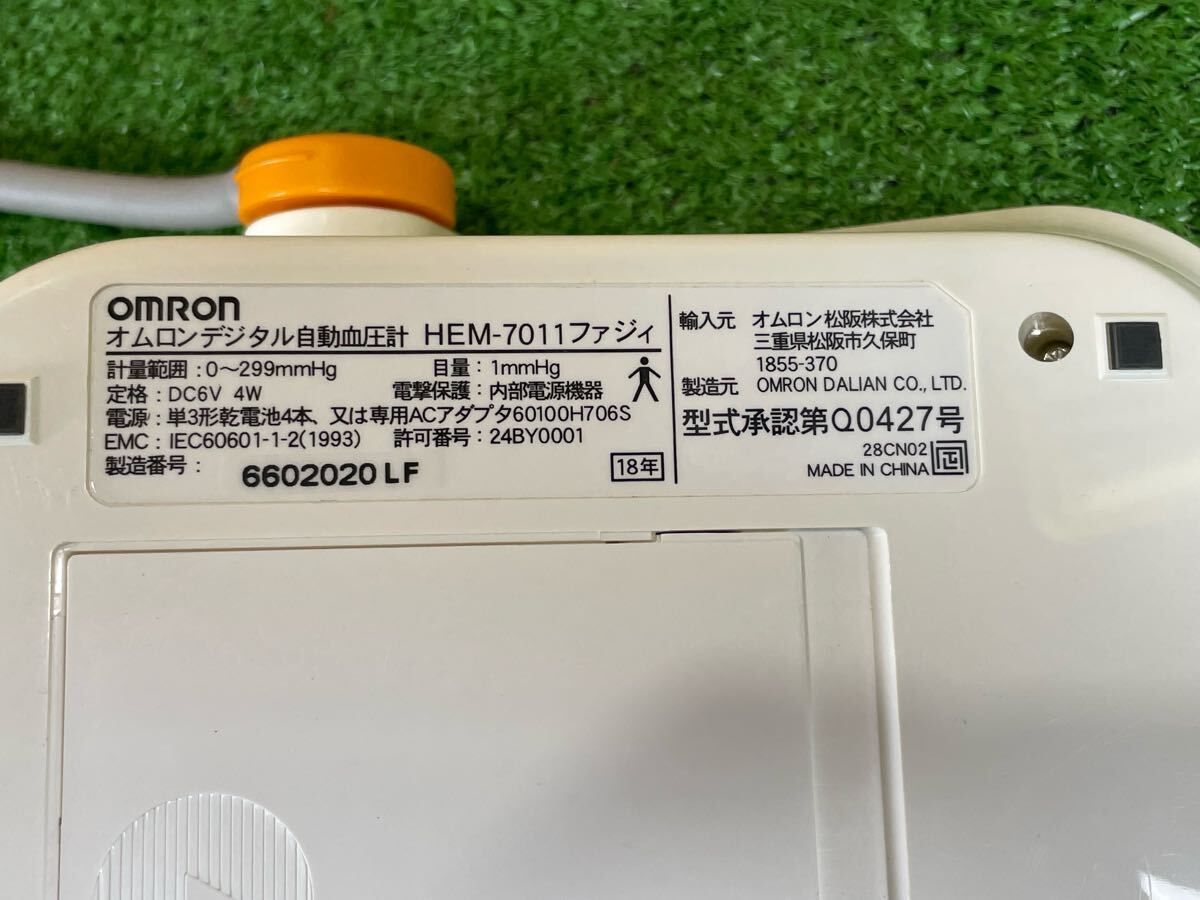 OMRON
オムロンデジタル自動血圧計 HEM-7011ファジィ
計量範囲：0～299mmHg 目量：1mmHg
定格：DC6V 4W 電撃保護：内部電源機器
電源：単3形乾電池4本、又は専用ACアダプタ60100H706S
EMC：IEC60601-1-2(1993) 許可番号：24BY0001
製造番号：
6602020LF 18年
輸入元 オムロン松阪株式会社
三重県松阪市久保町
1855-370
製造元 OMRON DALIAN CO., LTD.
型式承認第Q0427号
28CN02
MADE IN CHINA